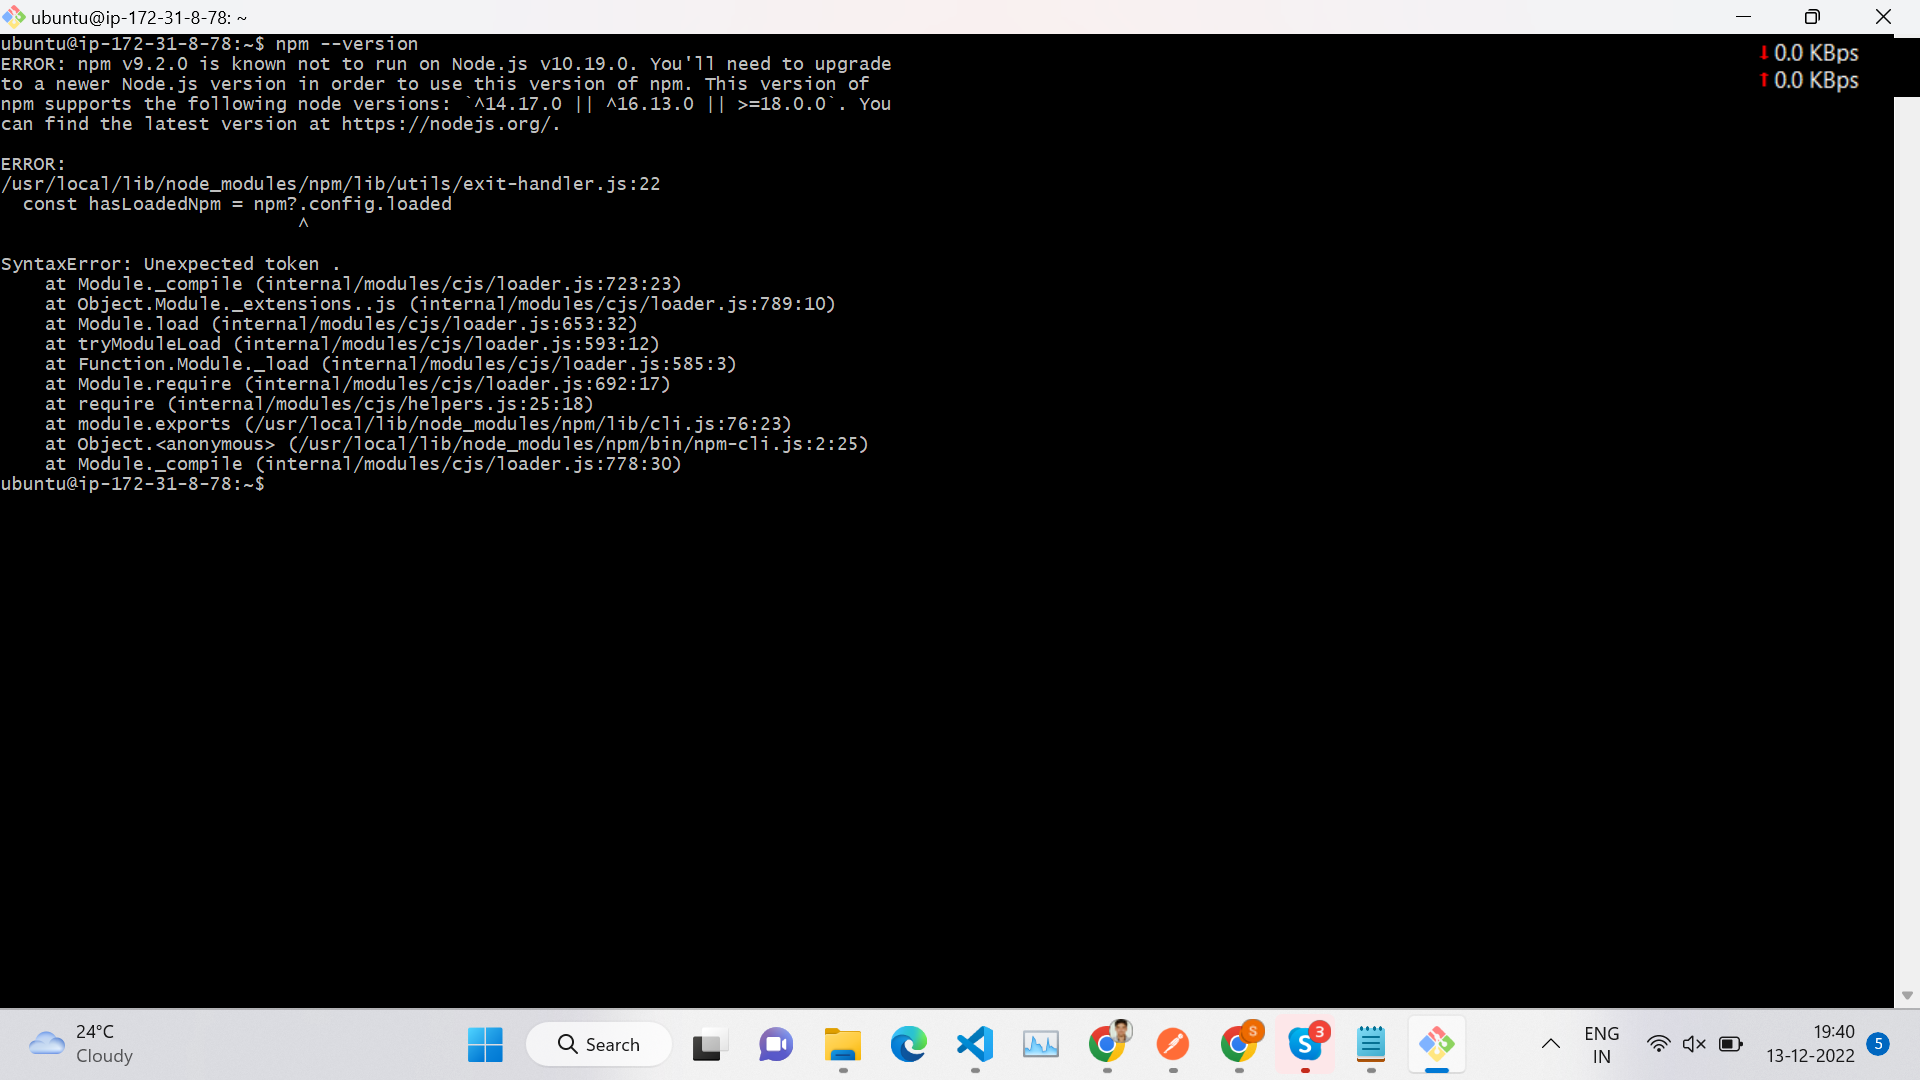 ubuntu@ip-172-31-8-78: ~
ubuntu@ip-172-31-8-78:~$ npm --version
ERROR: npm v9.2.0 is known not to run on Node.js v10.19.0. You'll need to upgrade
to a newer Node.js version in order to use this version of npm. This version of
npm supports the following node versions: `^14.17.0 || ^16.13.0 || >=18.0.0`. You
can find the latest version at https://nodejs.org/.
ERROR:
/usr/local/lib/node_modules/npm/lib/utils/exit-handler.js:22
  const hasLoadedNpm = npm?.config.loaded
                           ^
SyntaxError: Unexpected token .
    at Module._compile (internal/modules/cjs/loader.js:723:23)
    at Object.Module._extensions..js (internal/modules/cjs/loader.js:789:10)
    at Module.load (internal/modules/cjs/loader.js:653:32)
    at tryModuleLoad (internal/modules/cjs/loader.js:593:12)
    at Function.Module._load (internal/modules/cjs/loader.js:585:3)
    at Module.require (internal/modules/cjs/loader.js:692:17)
    at require (internal/modules/cjs/helpers.js:25:18)
    at module.exports (/usr/local/lib/node_modules/npm/lib/cli.js:76:23)
    at Object.<anonymous> (/usr/local/lib/node_modules/npm/bin/npm-cli.js:2:25)
    at Module._compile (internal/modules/cjs/loader.js:778:30)
ubuntu@ip-172-31-8-78:~$
↓ 0.0 KBps
↑ 0.0 KBps
24°C
Cloudy
Search
S
S
3
ENG
IN
19:40
13-12-2022
5